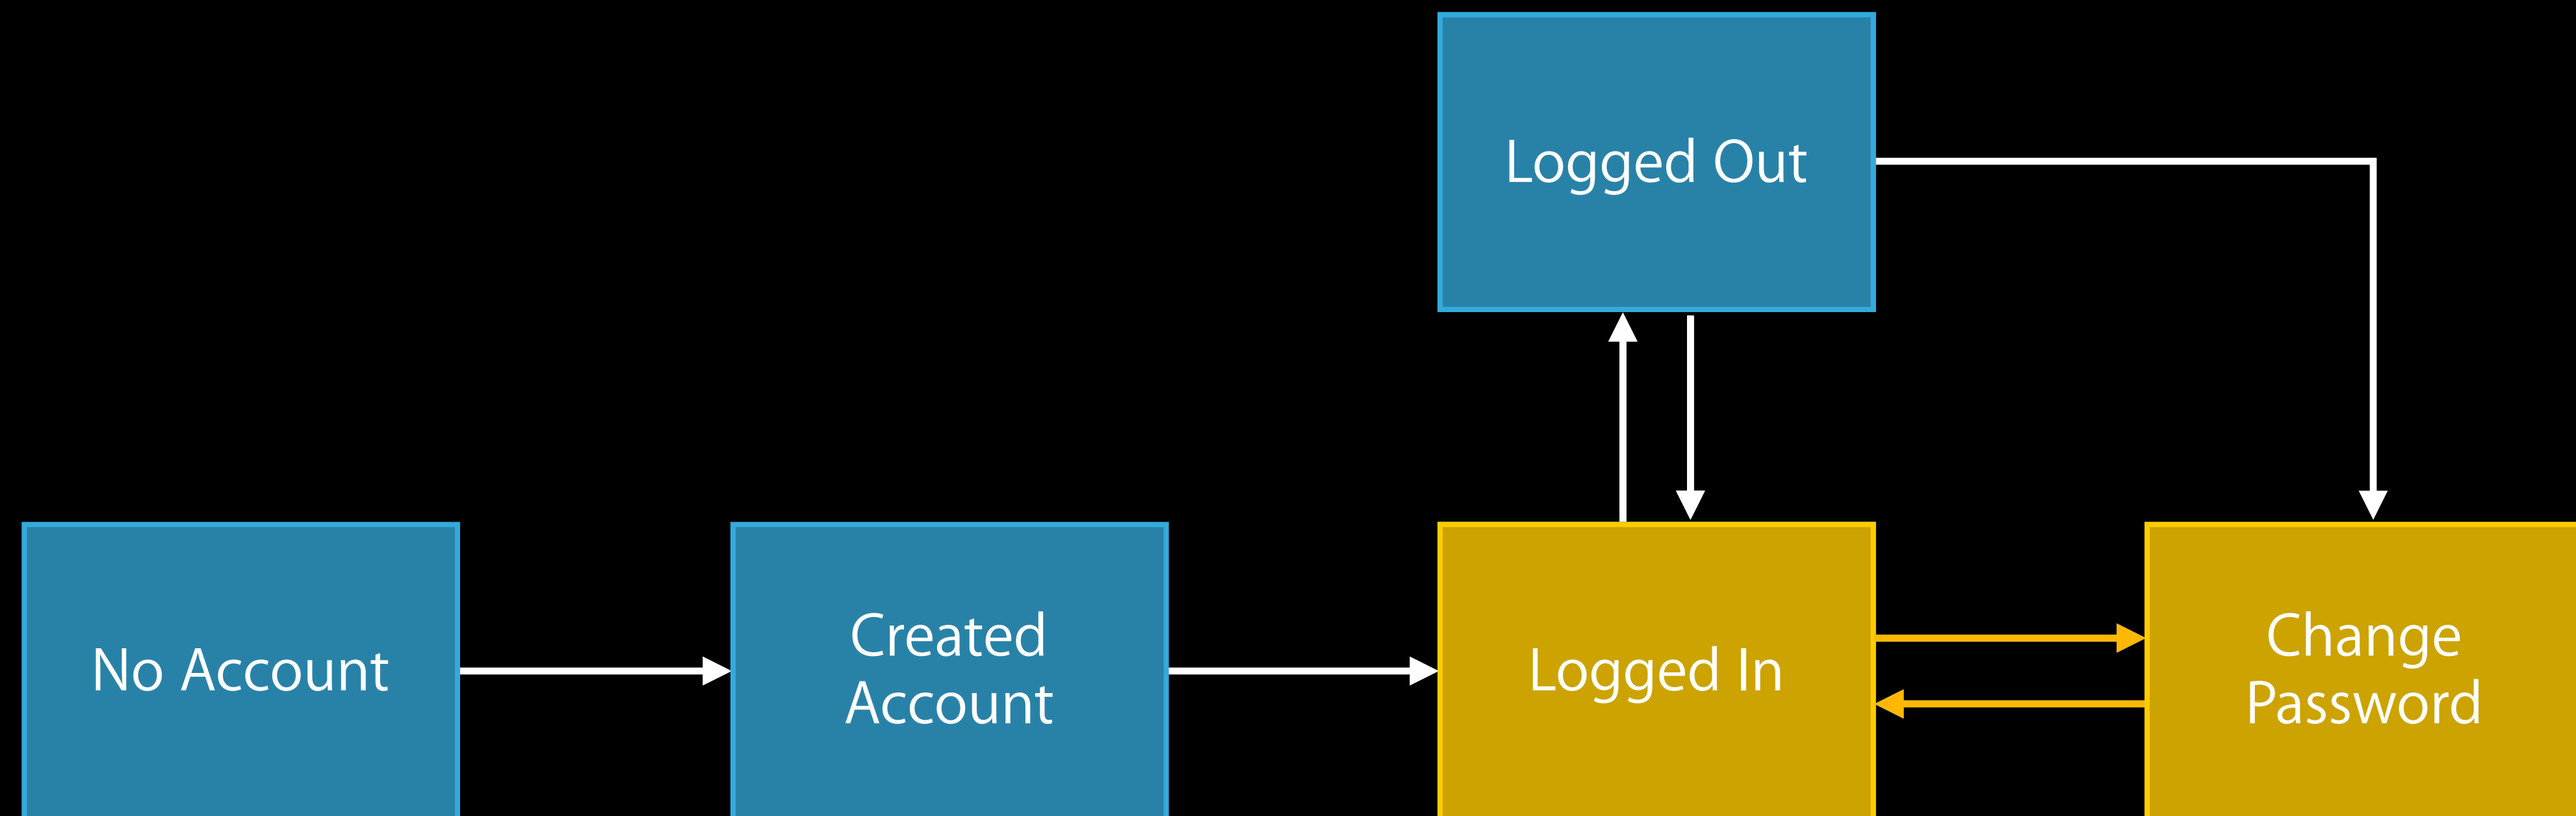 Logged Out
No Account
Created
Account
Logged In
Change
Password